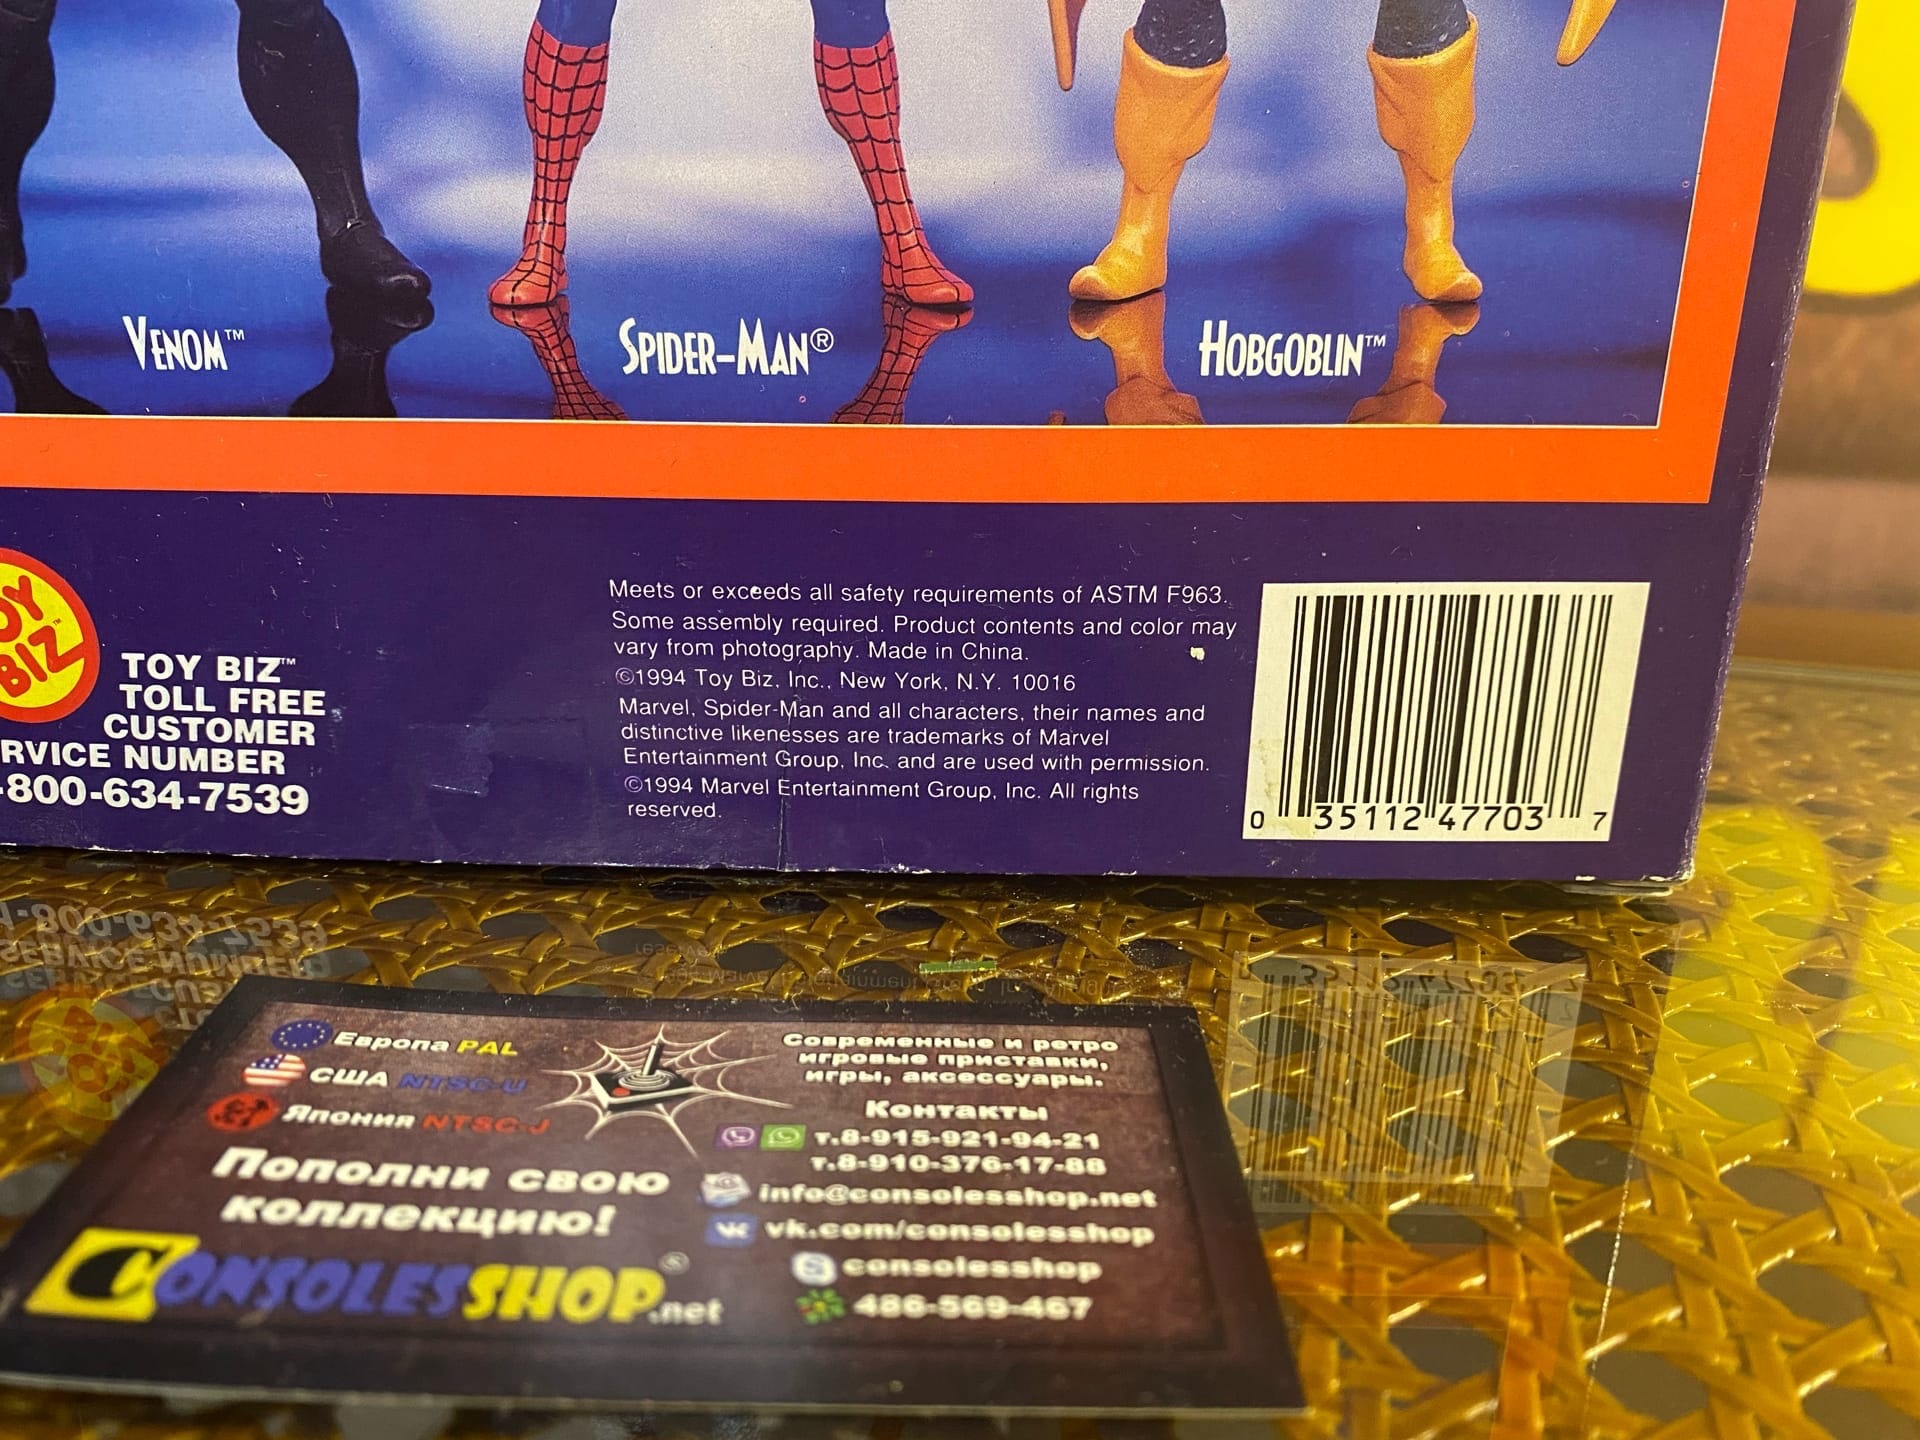 VENOM™
SPIDER-MAN®
HOBGOBLIN™
OY
BIZ™
TOY BIZ™
TOLL FREE
CUSTOMER
RVICE NUMBER
-800-634-7539
Meets or exceeds all safety requirements of ASTM F963.
Some assembly required. Product contents and color may
vary from photography. Made in China.
©1994 Toy Biz, Inc., New York, N.Y. 10016
Marvel, Spider-Man and all characters, their names and
distinctive likenesses are trademarks of Marvel
Entertainment Group, Inc. and are used with permission.
©1994 Marvel Entertainment Group, Inc. All rights
reserved.
0 35112 47703 7
Европа PAL
США NTSC-U
Япония NTSC-J
Пополни свою
коллекцию!
CONSOLESSHOP®.net
Современные и ретро
игровые приставки,
игры, аксессуары.
Контакты
т.8-915-921-94-21
т.8-910-376-17-88
info@consolesshop.net
vk.com/consolesshop
consolesshop
486-569-467